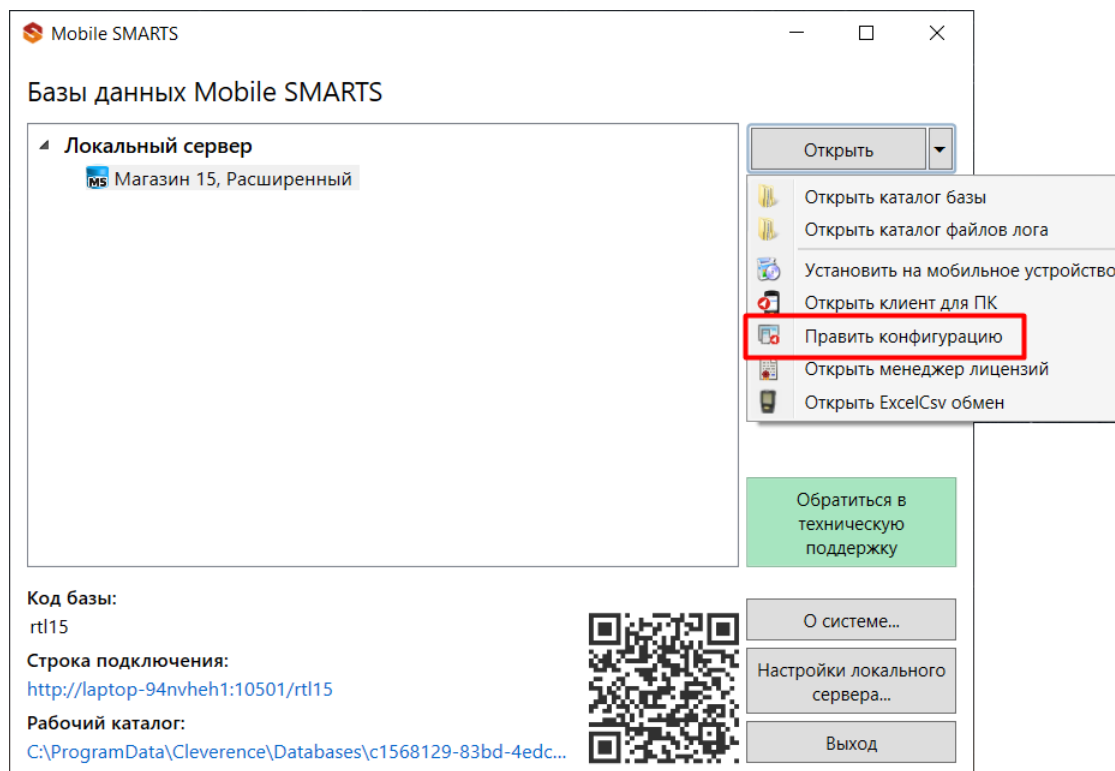 Mobile SMARTS
Базы данных Mobile SMARTS
Локальный сервер
Магазин 15, Расширенный
Открыть
Открыть каталог базы
Открыть каталог файлов лога
Установить на мобильное устройство
Открыть клиент для ПК
Править конфигурацию
Открыть менеджер лицензий
Открыть ExcelCsv обмен
Обратиться в
техническую
поддержку
Код базы:
rtl15
Строка подключения:
http://laptop-94nvheh1:10501/rtl15
Рабочий каталог:
C:\ProgramData\Cleverence\Databases\c1568129-83bd-4edc...
О системе...
Настройки локального
сервера...
Выход